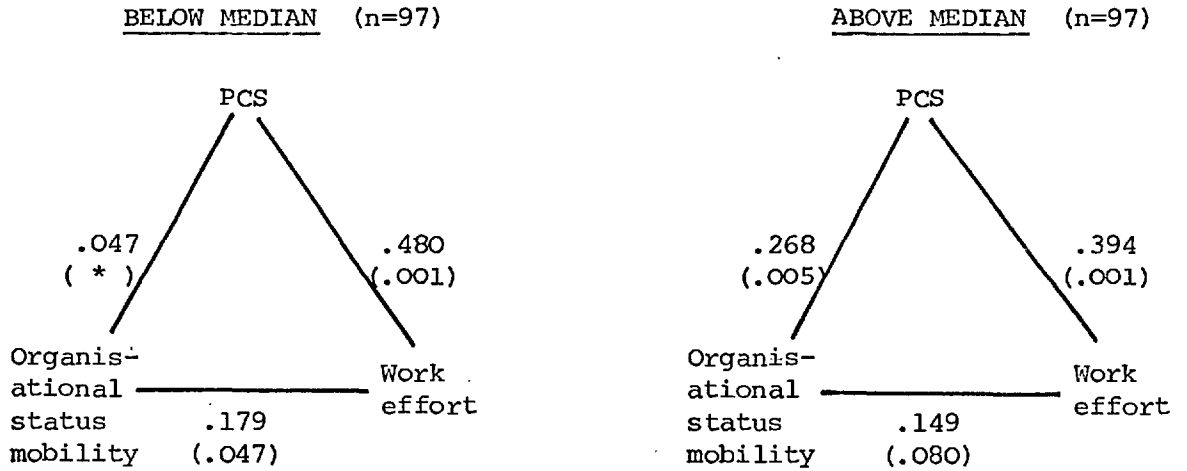 BELOW MEDIAN (n=97)
PCS
.047
( * )
.480
(.001)
Organis-
ational
status
mobility
Work
effort
.179
(.047)
ABOVE MEDIAN (n=97)
PCS
.268
(.005)
.394
(.001)
Organis-
ational
status
mobility
Work
effort
.149
(.080)